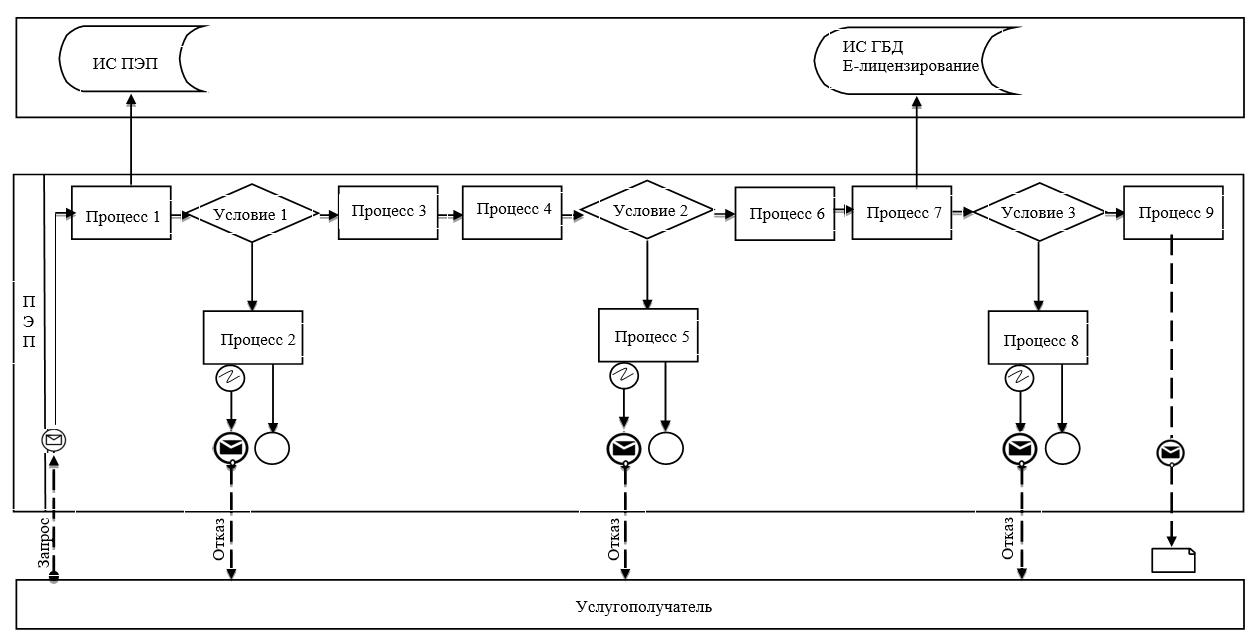 ИС ПЭП
ИС ГБД
Е-лицензирование
Процесс 1
Условие 1
Процесс 3
Процесс 4
Условие 2
Процесс 6
Процесс 7
Условие 3
Процесс 9
П
Э
П
Процесс 2
Процесс 5
Процесс 8
Запрос
Отказ
Отказ
Отказ
Услугополучатель